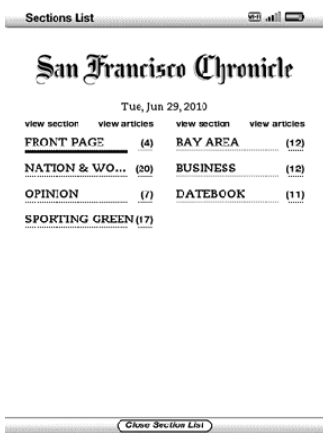 Sections List
San Francisco Chronicle
Tue, Jun 29, 2010
view section view articles view section view articles
FRONT PAGE (4) BAY AREA (12)
NATION & WO... (20) BUSINESS (12)
OPINION (7) DATEBOOK (11)
SPORTING GREEN (17)
Close Section List